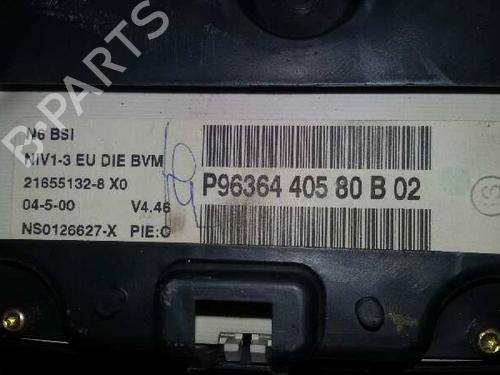 B-Parts
N6 BSI
NIV1-3 EU DIE BVM
21655132-8 X0
04-5-00 V4.46
NS0126627-X PIE:C
P96364 405 80 B 02